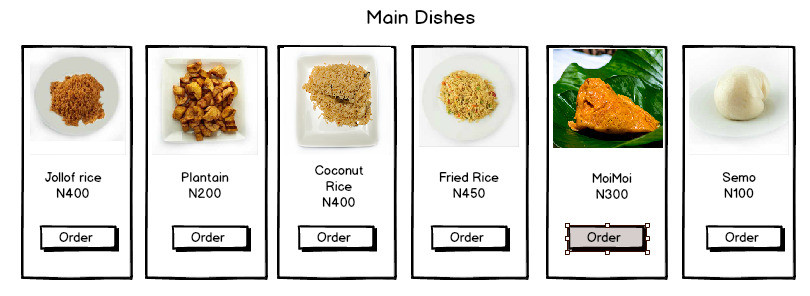 Main Dishes
Jollof rice
N400
Order
Plantain
N200
Order
Coconut
Rice
N400
Order
Fried Rice
N450
Order
MoiMoi
N300
Order
Semo
N100
Order